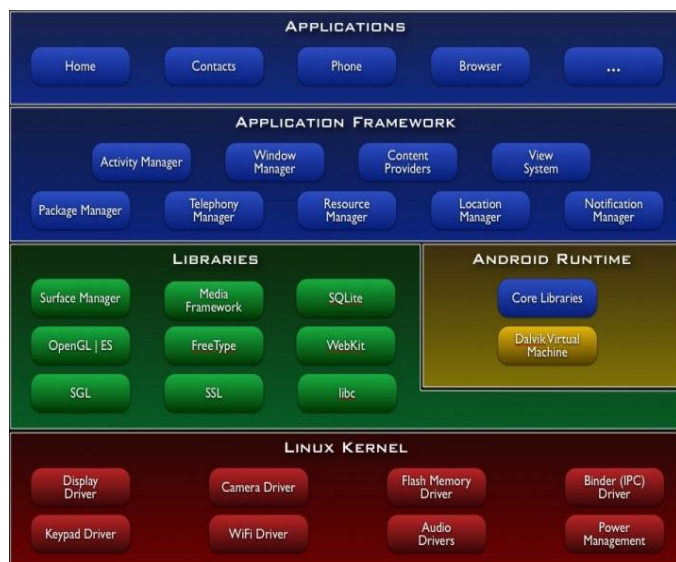 APPLICATIONS
Home Contacts Phone Browser ...
APPLICATION FRAMEWORK
Activity Manager Window Manager Content Providers View System
Package Manager Telephony Manager Resource Manager Location Manager Notification Manager
LIBRARIES
Surface Manager Media Framework SQLite
OpenGL | ES FreeType WebKit
SGL SSL libc
ANDROID RUNTIME
Core Libraries
Dalvik Virtual Machine
LINUX KERNEL
Display Driver Camera Driver Flash Memory Driver Binder (IPC) Driver
Keypad Driver WiFi Driver Audio Drivers Power Management